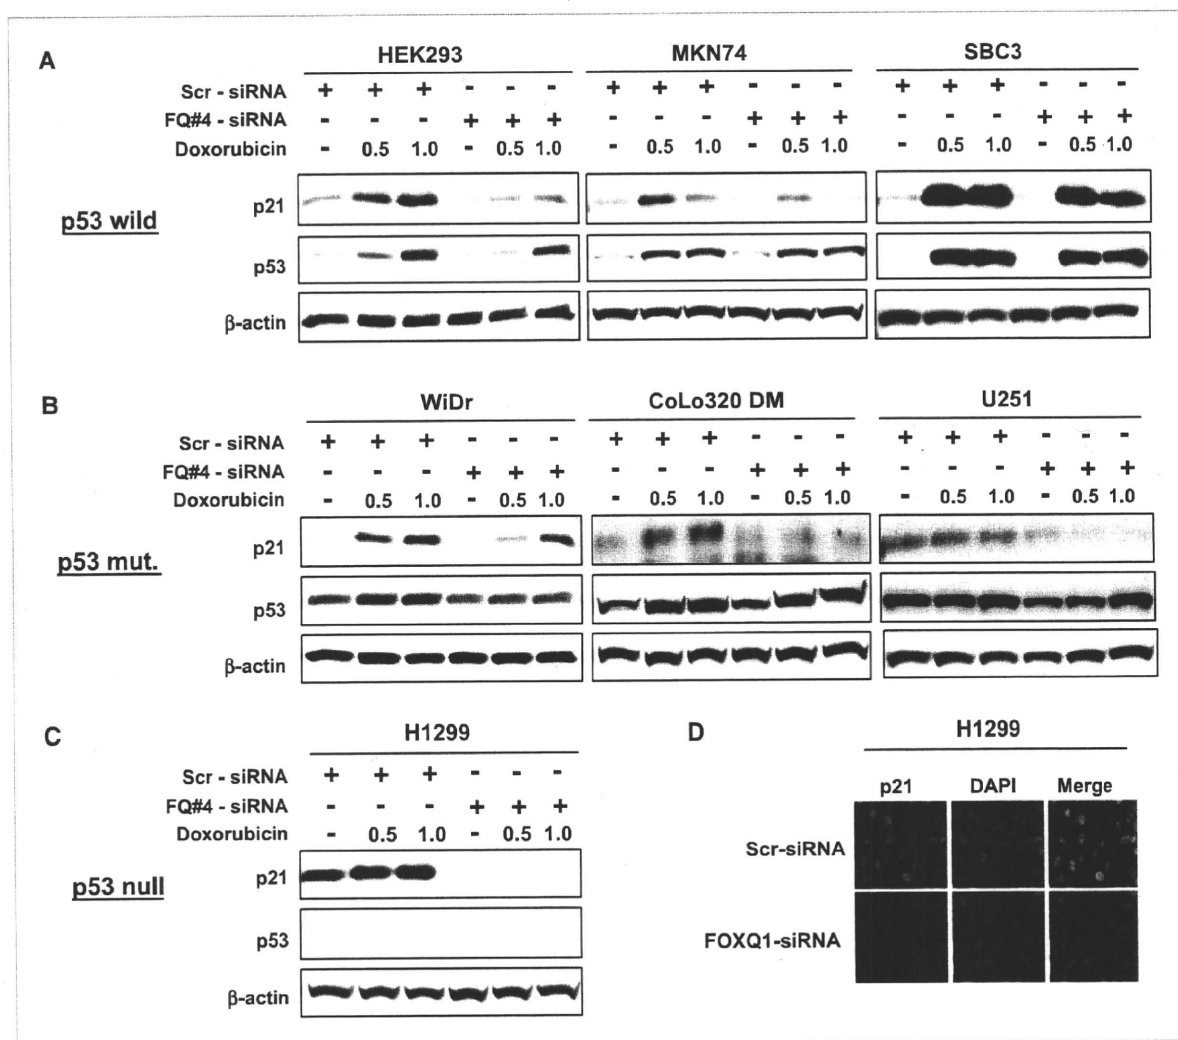 A
HEK293 MKN74 SBC3
Scr - siRNA + + + - - - + + + - - - + + + - - -
FQ#4 - siRNA - - - + + + - - - + + + - - - + + +
Doxorubicin - 0.5 1.0 - 0.5 1.0 - 0.5 1.0 - 0.5 1.0 - 0.5 1.0 - 0.5 1.0
p21
p53 wild
p53
β-actin
B
WiDr CoLo320 DM U251
Scr - siRNA + + + - - - + + + - - - + + + - - -
FQ#4 - siRNA - - - + + + - - - + + + - - - + + +
Doxorubicin - 0.5 1.0 - 0.5 1.0 - 0.5 1.0 - 0.5 1.0 - 0.5 1.0 - 0.5 1.0
p21
p53 mut.
p53
β-actin
C
H1299
Scr - siRNA + + + - - -
FQ#4 - siRNA - - - + + +
Doxorubicin - 0.5 1.0 - 0.5 1.0
p21
p53 null
p53
β-actin
D
H1299
p21 DAPI Merge
Scr-siRNA
FOXQ1-siRNA